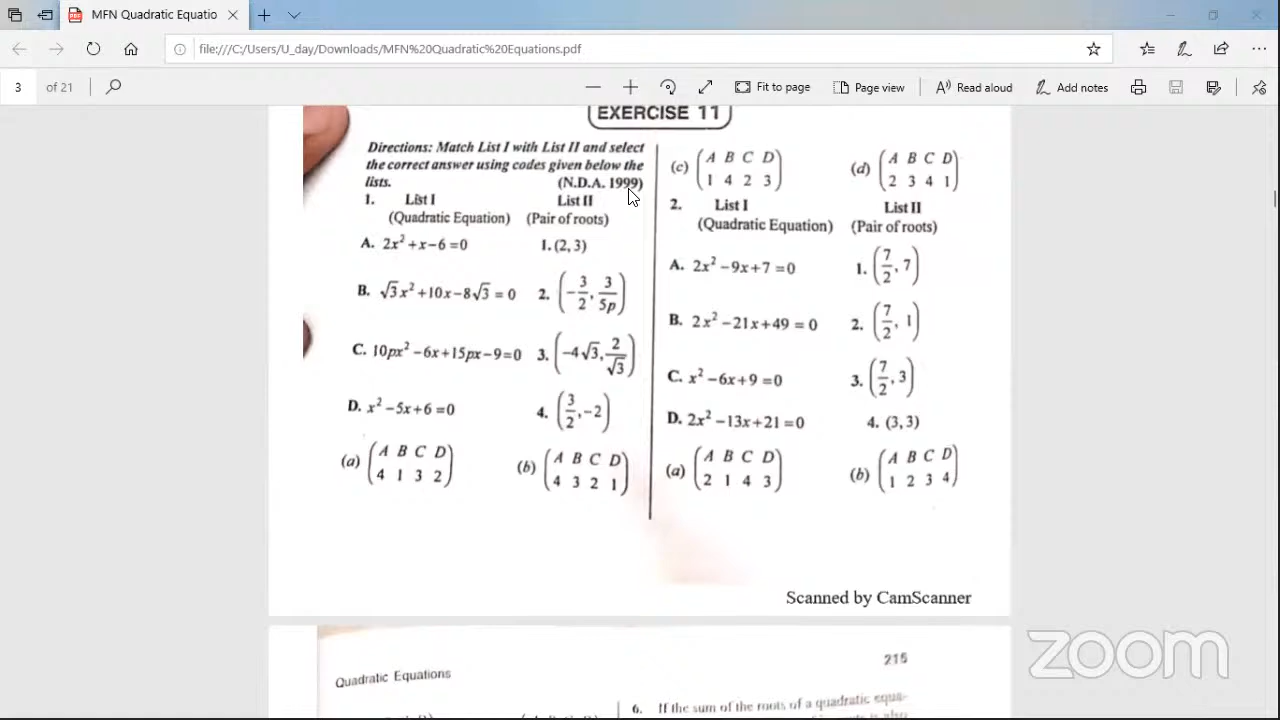 MFN Quadratic Equatio
file:///C:/Users/U_day/Downloads/MFN%20Quadratic%20Equations.pdf
3 of 21 Fit to page Page view Read aloud Add notes
EXERCISE 11
Directions: Match List I with List II and select
the correct answer using codes given below the
lists. (N.D.A. 1999)
1. List I List II
(Quadratic Equation) (Pair of roots)
A. 2x² + x – 6 = 0 1. (2, 3)
B. √3x² + 10x – 8√3 = 0 2. (–3/2, 3/5p)
C. 10px² – 6x + 15px – 9 = 0 3. (–4√3, 2/√3)
D. x² – 5x + 6 = 0 4. (3/2, –2)
(a) (A B C D (b) (A B C D)
4 1 3 2) 4 3 2 1)
(c) (A B C D) (d) (A B C D)
1 4 2 3 2 3 4 1
2. List I List II
(Quadratic Equation) (Pair of roots)
A. 2x² – 9x + 7 = 0 1. (7/2, 7)
B. 2x² – 21x + 49 = 0 2. (7/2, 1)
C. x² – 6x + 9 = 0 3. (7/2, 3)
D. 2x² – 13x + 21 = 0 4. (3, 3)
(a) (A B C D) (b) (A B C D)
2 1 4 3 1 2 3 4
Scanned by CamScanner
zoom
Quadratic Equations 215
6. If the sum of the roots of a quadratic equa-